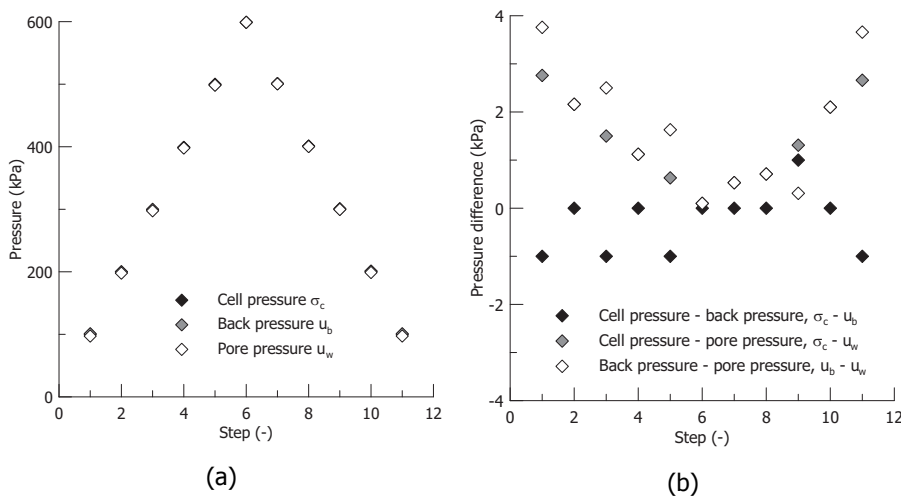 600
400
200
0
Pressure (kPa)
Cell pressure σc
Back pressure ub
Pore pressure uw
0 2 4 6 8 10 12
Step (-)
(a)
4
2
0
-2
-4
Pressure difference (kPa)
Cell pressure - back pressure, σc - ub
Cell pressure - pore pressure, σc - uw
Back pressure - pore pressure, ub - uw
0 2 4 6 8 10 12
Step (-)
(b)